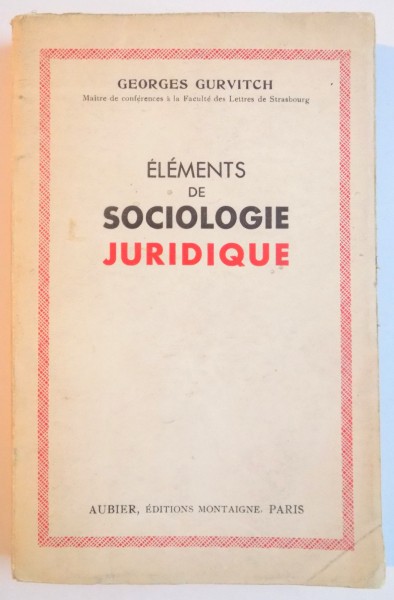 GEORGES GURVITCH
Maître de conférences à la Faculté des Lettres de Strasbourg
ÉLÉMENTS
DE
SOCIOLOGIE
JURIDIQUE
AUBIER, ÉDITIONS MONTAIGNE. PARIS